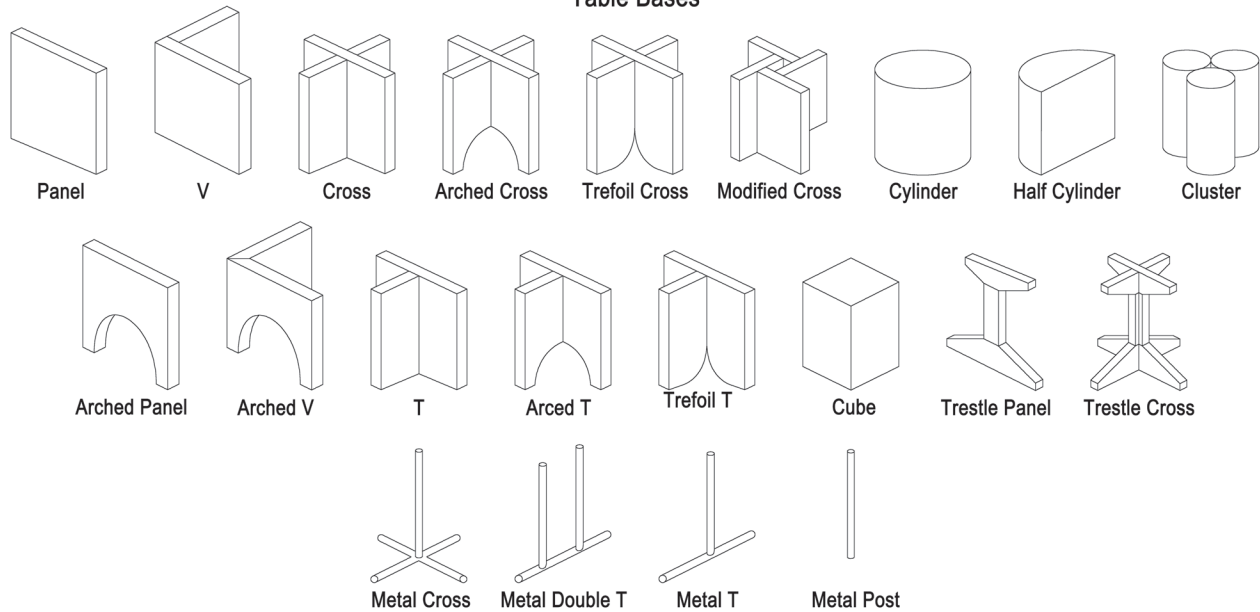 Table Bases
Panel
V
Cross
Arched Cross
Trefoil Cross
Modified Cross
Cylinder
Half Cylinder
Cluster
Arched Panel
Arched V
T
Arced T
Trefoil T
Cube
Trestle Panel
Trestle Cross
Metal Cross
Metal Double T
Metal T
Metal Post